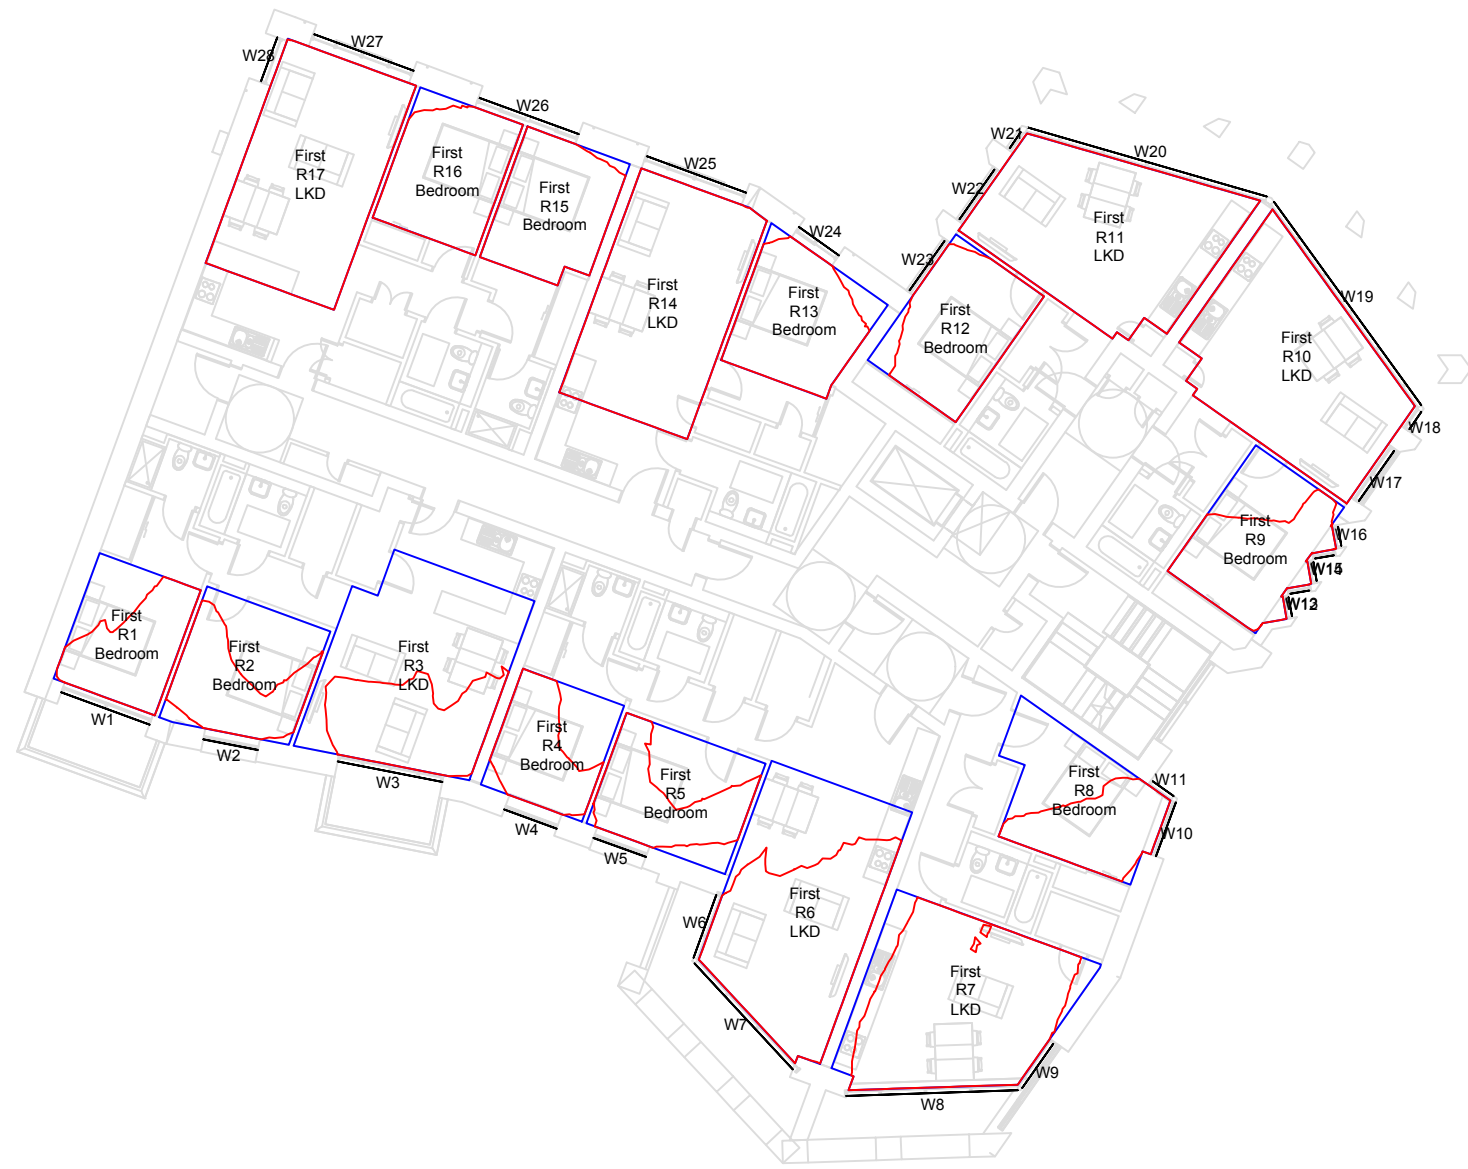 W27
W28
W26
First
R17
LKD
First
R16
Bedroom
First
R15
Bedroom
W25
W24
First
R14
LKD
First
R13
Bedroom
W21
W20
W22
W23
First
R11
LKD
First
R12
Bedroom
W19
First
R10
LKD
W18
W17
First
R9
Bedroom
W16
First
R1
Bedroom
First
R2
Bedroom
First
R3
LKD
First
R4
Bedroom
First
R5
Bedroom
W1
W2
W3
W4
W5
W6
First
R6
LKD
W7
First
R8
Bedroom
W11
W10
First
R7
LKD
W9
W8